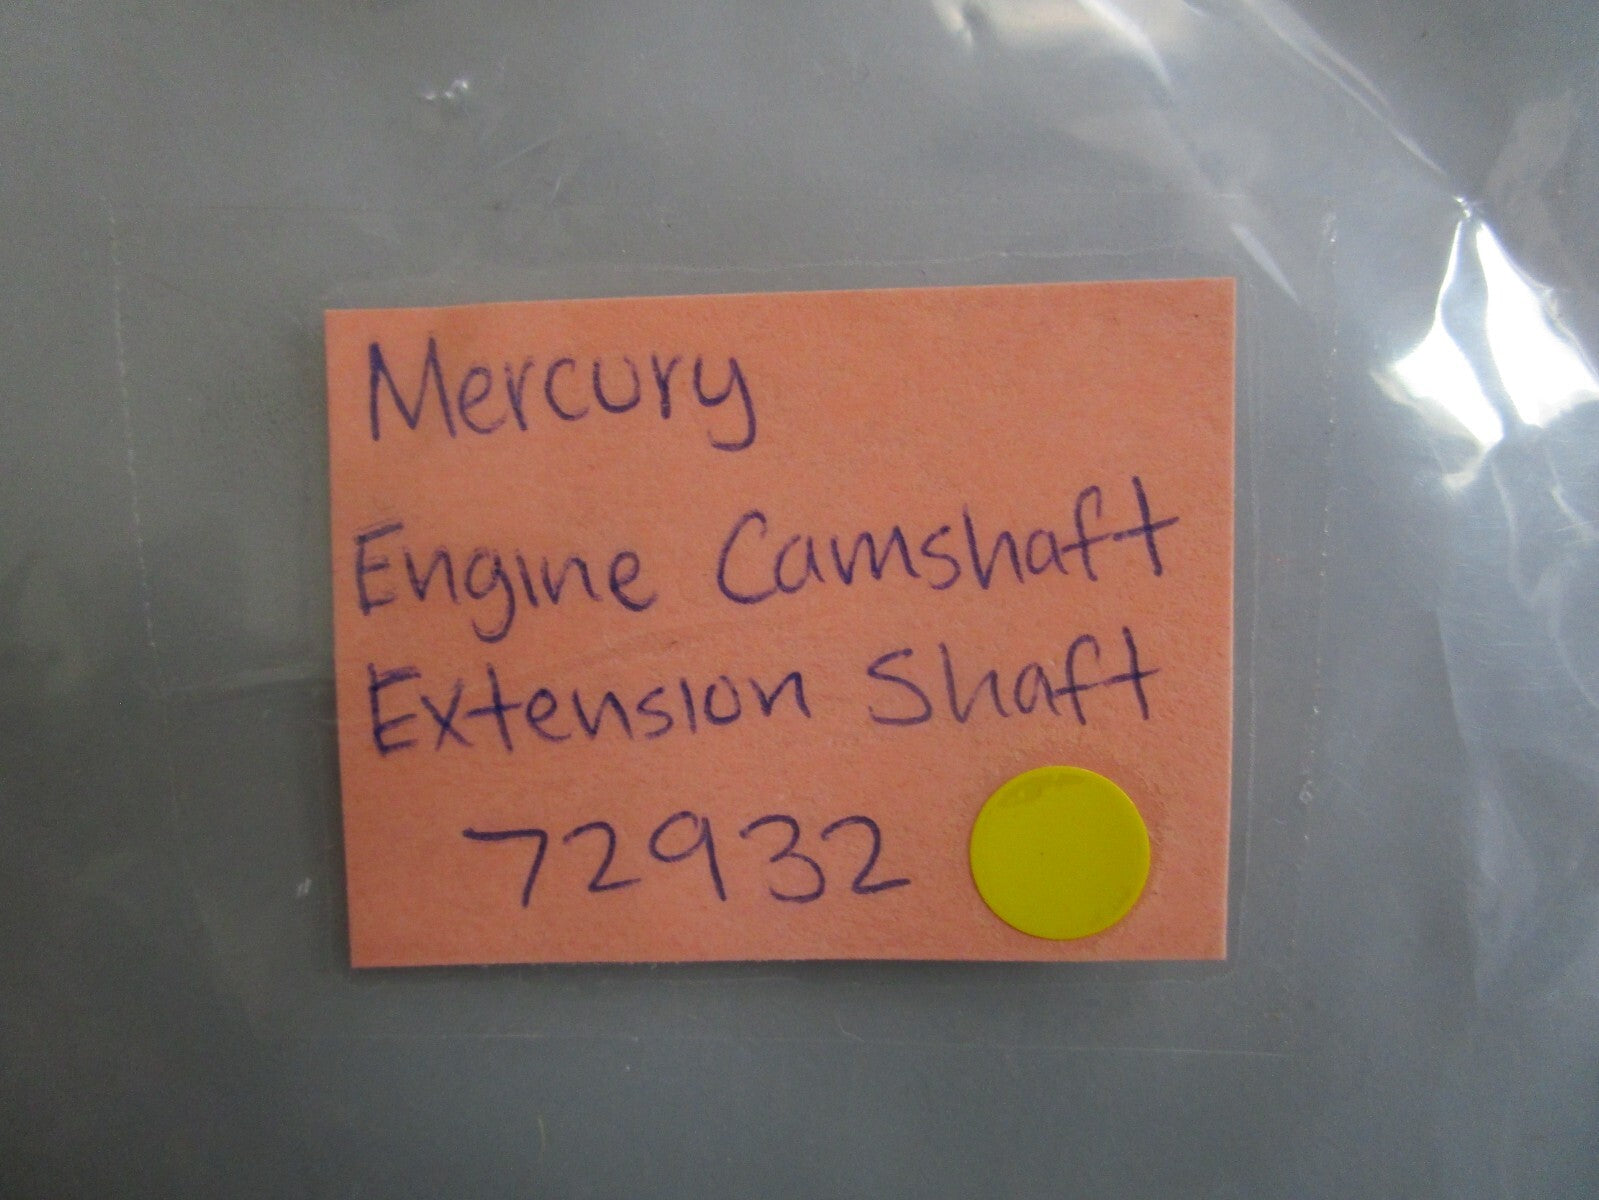 Mercury
Engine Camshaft
Extension Shaft
72932